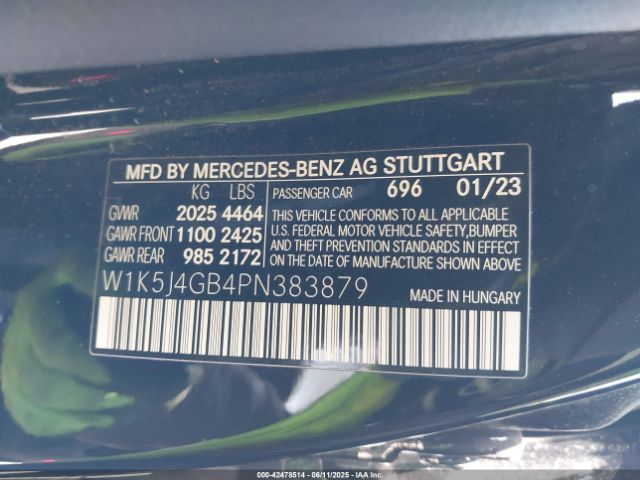 MFD BY MERCEDES-BENZ AG STUTTGART
KG LBS
GVWR 2025 4464
GAWR FRONT 1100 2425
GAWR REAR 985 2172
PASSENGER CAR 696 01/23
THIS VEHICLE CONFORMS TO ALL APPLICABLE
U.S. FEDERAL MOTOR VEHICLE SAFETY,BUMPER
AND THEFT PREVENTION STANDARDS IN EFFECT
ON THE DATE OF MANUFACTURE SHOWN ABOVE.
W1K5J4GB4PN383879
MADE IN HUNGARY
000-42478514 - 06/11/2025 - IAA Inc.